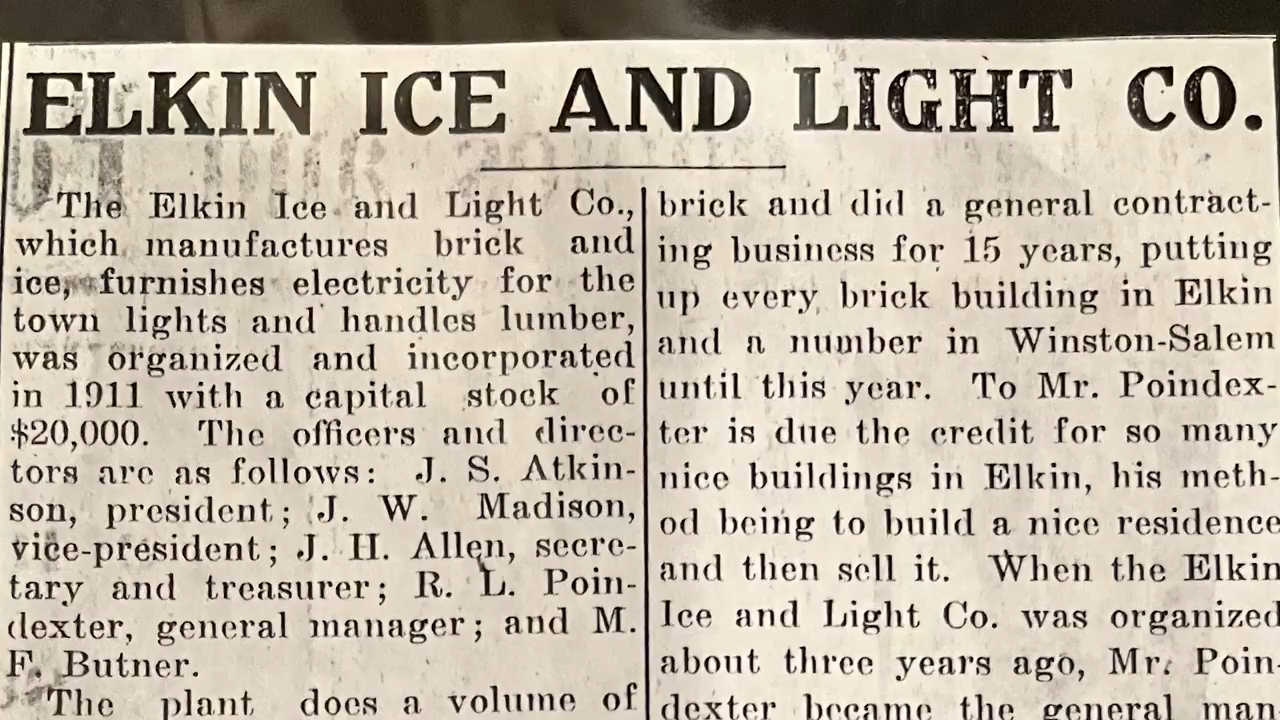 ELKIN ICE AND LIGHT CO.
The Elkin Ice and Light Co.,
which manufactures brick and
ice, furnishes electricity for the
town lights and handles lumber,
was organized and incorporated
in 1911 with a capital stock of
$20,000. The officers and direc-
tors are as follows: J. S. Atkin-
son, president; J. W. Madison,
vice-president; J. H. Allen, secre-
tary and treasurer; R. L. Poin-
dexter, general manager; and M.
F. Butner.
The plant does a volume of
brick and did a general contract-
ing business for 15 years, putting
up every brick building in Elkin
and a number in Winston-Salem
until this year. To Mr. Poindex-
ter is due the credit for so many
nice buildings in Elkin, his meth-
od being to build a nice residence
and then sell it. When the Elkin
Ice and Light Co. was organized
about three years ago, Mr. Poin-
dexter became the general man-